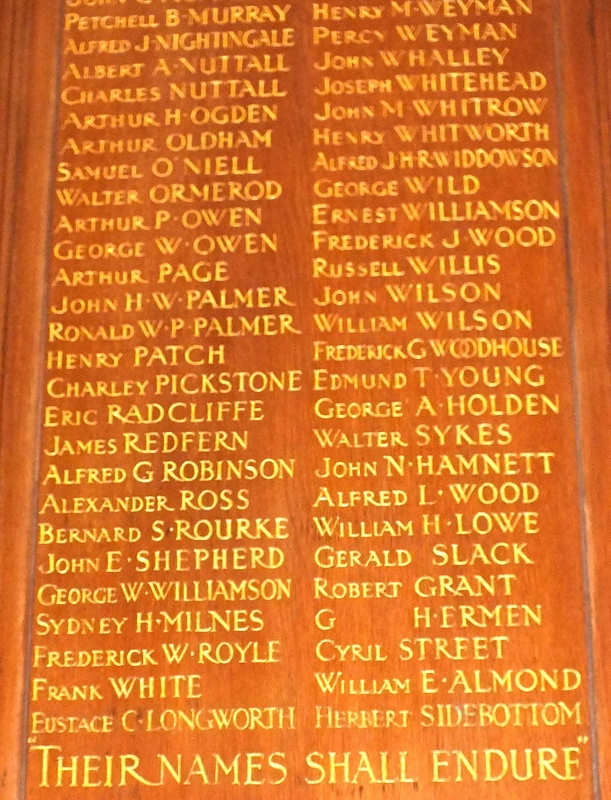 Petchell B·MURRAY
Alfred J·NIGHTINGALE
Albert A·NUTTALL
Charles NUTTALL
Arthur H·OGDEN
Arthur OLDHAM
Samuel O'NIELL
Walter ORMEROD
Arthur P·OWEN
George W·OWEN
Arthur PAGE
John H·W·PALMER
Ronald W·P·PALMER
Henry PATCH
Charley PICKSTONE
Eric RADCLIFFE
James REDFERN
Alfred G ROBINSON
Alexander ROSS
Bernard S·ROURKE
John E·SHEPHERD
George W·WILLIAMSON
Sydney H·MILNES
Frederick W·ROYLE
Frank WHITE
Eustace C·LONGWORTH
Henry M·WEYMAN
Percy WEYMAN
John WHALLEY
Joseph WHITEHEAD
John M WHITROW
Henry WHITWORTH
Alfred J·H·R·WIDDOWSON
George WILD
Ernest WILLIAMSON
Frederick J·WOOD
Russell WILLIS
John WILSON
William WILSON
Frederick G WOODHOUSE
Edmund T·YOUNG
George A·HOLDEN
Walter SYKES
John N·HAMNETT
Alfred L·WOOD
William H·LOWE
Gerald SLACK
Robert GRANT
G H·ERMEN
Cyril STREET
William E·ALMOND
Herbert SIDEBOTTOM
"THEIR NAMES SHALL ENDURE"